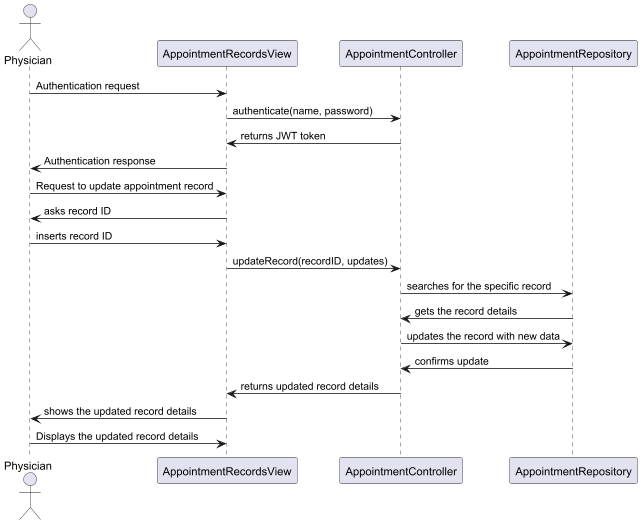 Physician
AppointmentRecordsView
AppointmentController
AppointmentRepository
Authentication request
authenticate(name, password)
returns JWT token
Authentication response
Request to update appointment record
asks record ID
inserts record ID
updateRecord(recordID, updates)
searches for the specific record
gets the record details
updates the record with new data
confirms update
returns updated record details
shows the updated record details
Displays the updated record details
Physician
AppointmentRecordsView
AppointmentController
AppointmentRepository